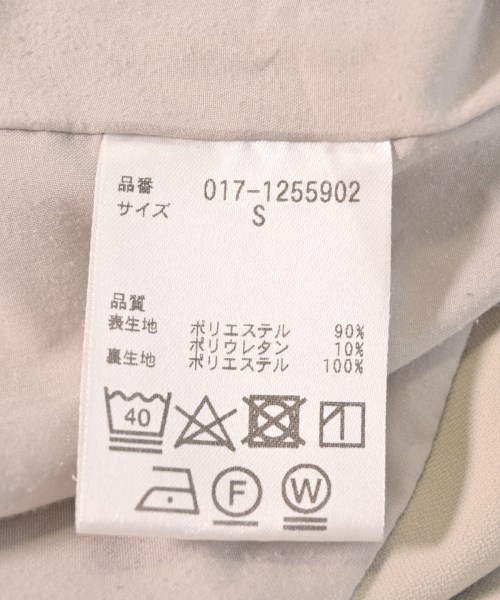 品番 017-1255902
サイズ S
品質
表生地 ポリエステル 90%
ポリウレタン 10%
裏生地 ポリエステル 100%
40
F W